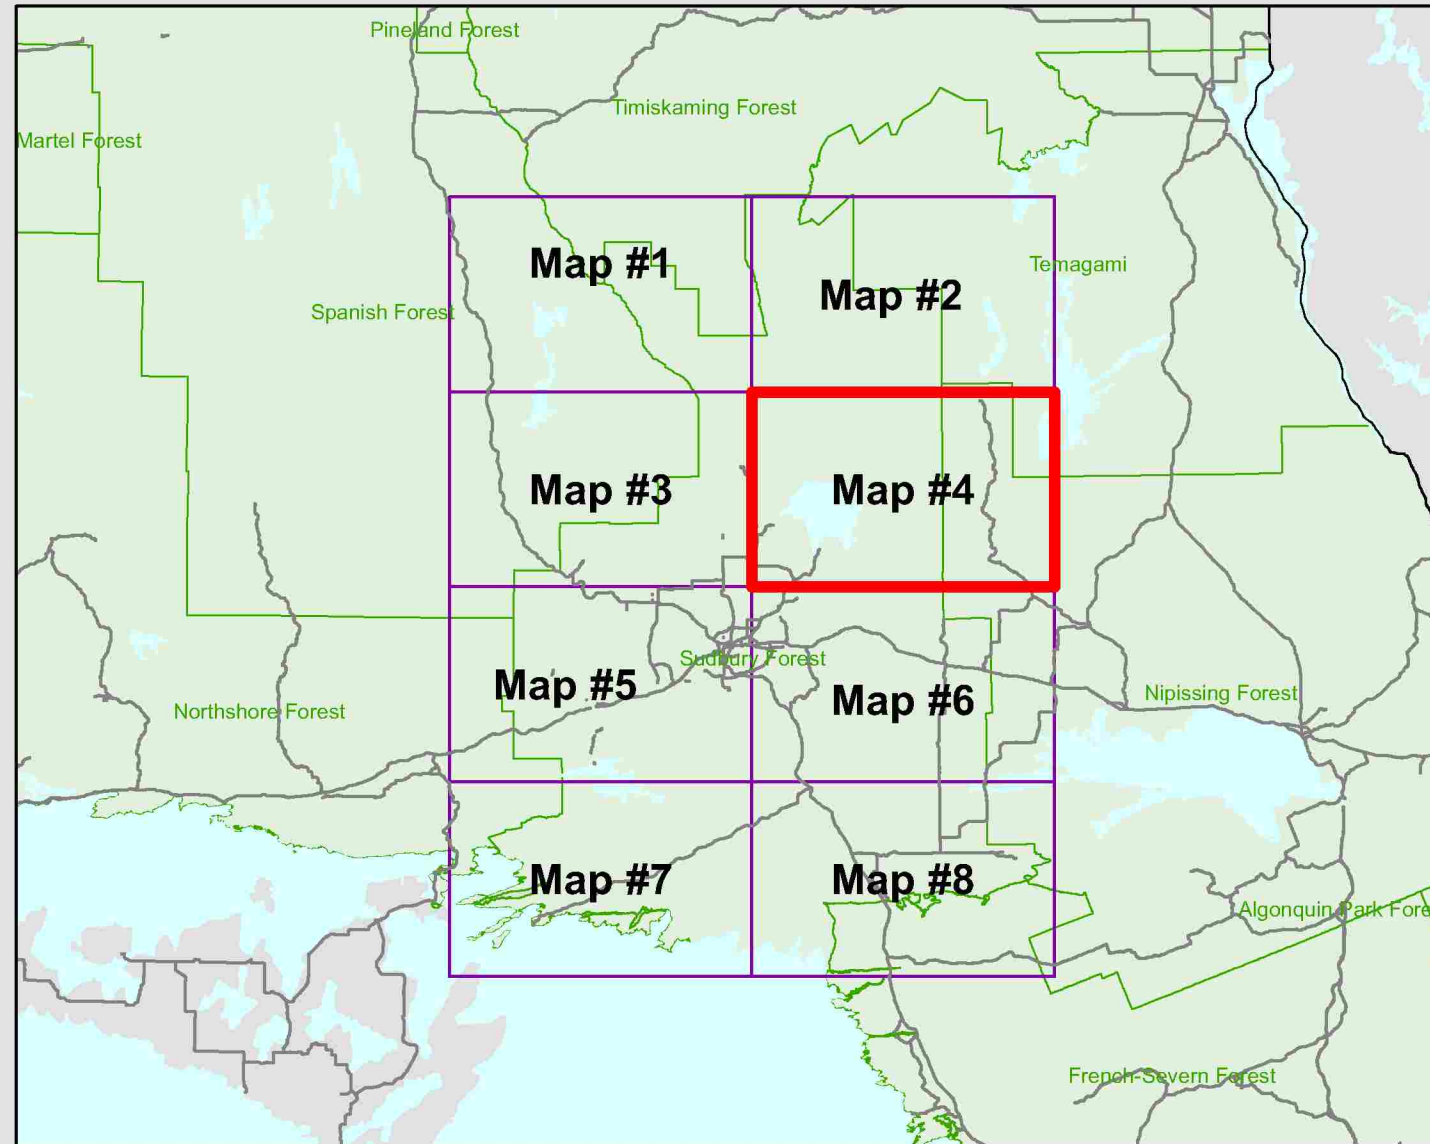 Pineland Forest
Timiskaming Forest
Martel Forest
Map #1
Temagami
Map #2
Spanish Forest
Map #3
Map #4
Sudbury Forest
Map #5
Map #6
Nipissing Forest
Northshore Forest
Map #7
Map #8
Algonquin Park Fore
French-Severn Forest